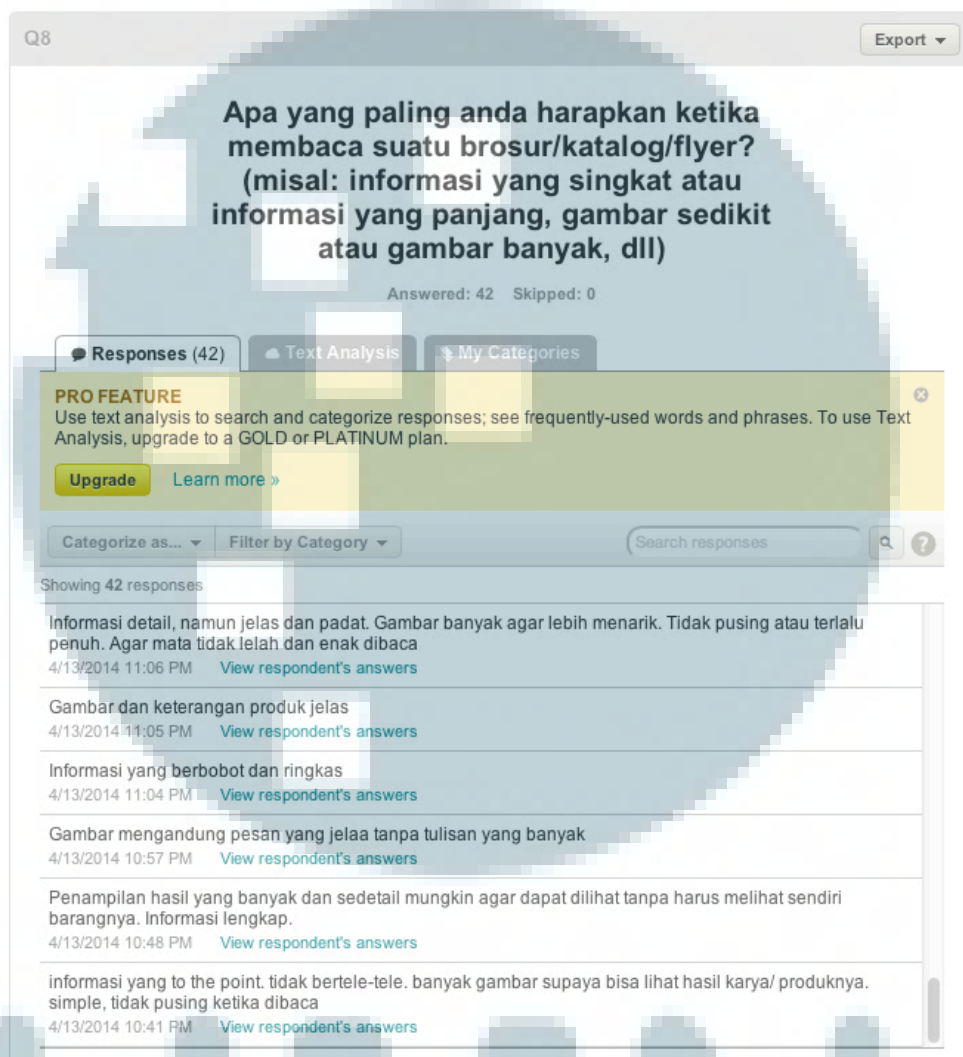 Q8
Export
Apa yang paling anda harapkan ketika
membaca suatu brosur/katalog/flyer?
(misal: informasi yang singkat atau
informasi yang panjang, gambar sedikit
atau gambar banyak, dll)
Answered: 42 Skipped: 0
Responses (42) Text Analysis My Categories
PRO FEATURE
Use text analysis to search and categorize responses; see frequently-used words and phrases. To use Text
Analysis, upgrade to a GOLD or PLATINUM plan.
Upgrade Learn more »
Categorize as... Filter by Category Search responses ?
Showing 42 responses
Informasi detail, namun jelas dan padat. Gambar banyak agar lebih menarik. Tidak pusing atau terlalu
penuh. Agar mata tidak lelah dan enak dibaca
4/13/2014 11:06 PM View respondent's answers
Gambar dan keterangan produk jelas
4/13/2014 11:05 PM View respondent's answers
Informasi yang berbobot dan ringkas
4/13/2014 11:04 PM View respondent's answers
Gambar mengandung pesan yang jelaa tanpa tulisan yang banyak
4/13/2014 10:57 PM View respondent's answers
Penampilan hasil yang banyak dan sedetail mungkin agar dapat dilihat tanpa harus melihat sendiri
barangnya. Informasi lengkap.
4/13/2014 10:48 PM View respondent's answers
informasi yang to the point. tidak bertele-tele. banyak gambar supaya bisa lihat hasil karya/ produknya.
simple, tidak pusing ketika dibaca
4/13/2014 10:41 PM View respondent's answers